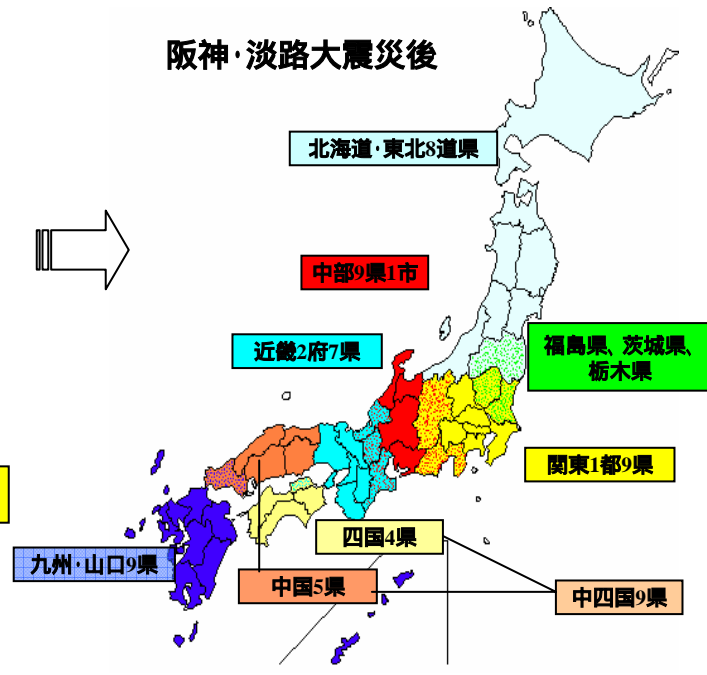 阪神･淡路大震災後
北海道･東北8道県
中部9県1市
近畿2府7県
福島県、茨城県、
栃木県
関東1都9県
四国4県
九州･山口9県
中国5県
中四国9県